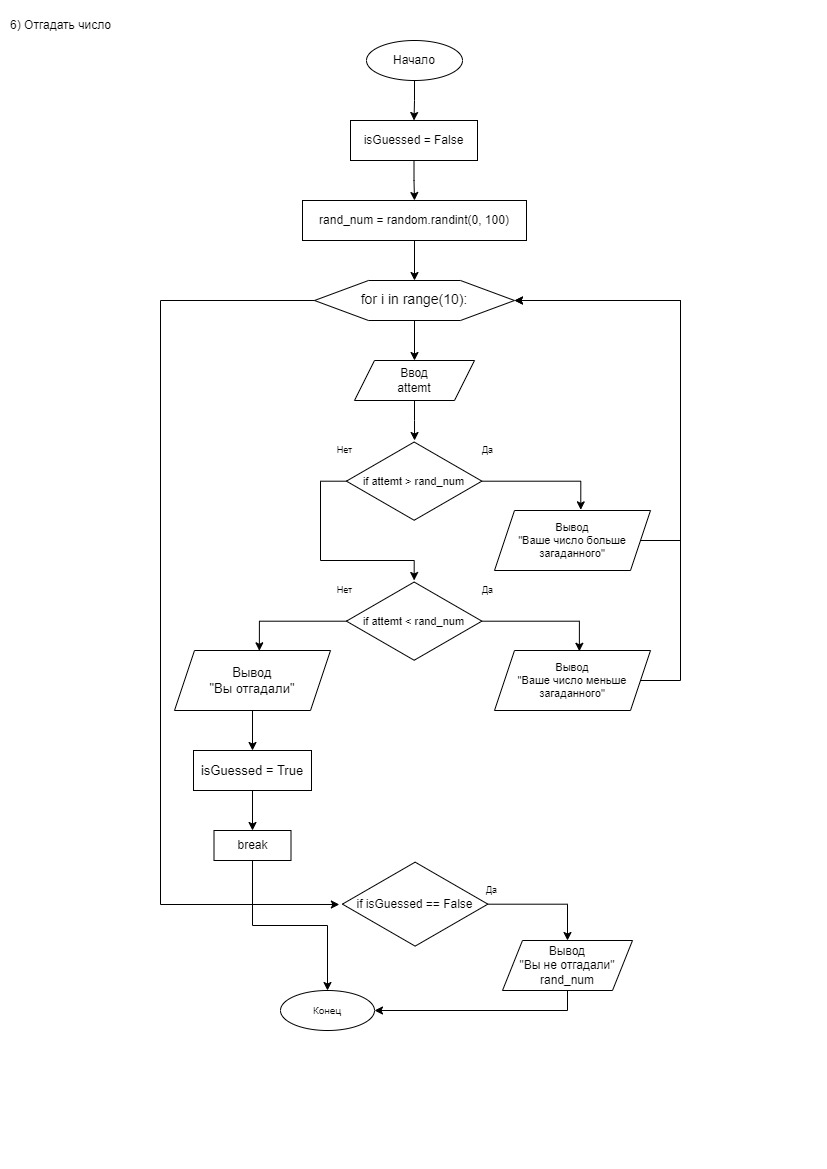 6) Отгадать число
Начало
isGuessed = False
rand_num = random.randint(0, 100)
for i in range(10):
Ввод
attemt
Нет
Да
if attemt > rand_num
Вывод
"Ваше число больше
загаданного"
Нет
Да
if attemt < rand_num
Вывод
"Вы отгадали"
Вывод
"Ваше число меньше
загаданного"
isGuessed = True
break
Да
if isGuessed == False
Вывод
"Вы не отгадали"
rand_num
Конец